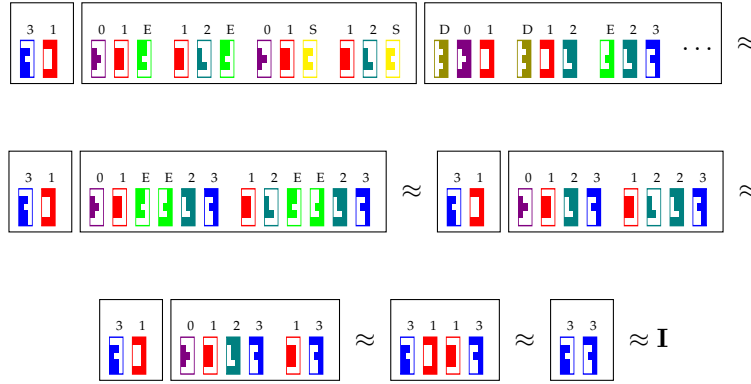 3 1 0 1 E 1 2 E 0 1 S 1 2 S D 0 1 D 1 2 E 2 3 ··· ≈
3 1 0 1 E E 2 3 1 2 E E 2 3 ≈ 3 1 0 1 2 3 1 2 2 3 ≈
3 1 0 1 2 3 1 3 ≈ 3 1 1 3 ≈ 3 3 ≈ I